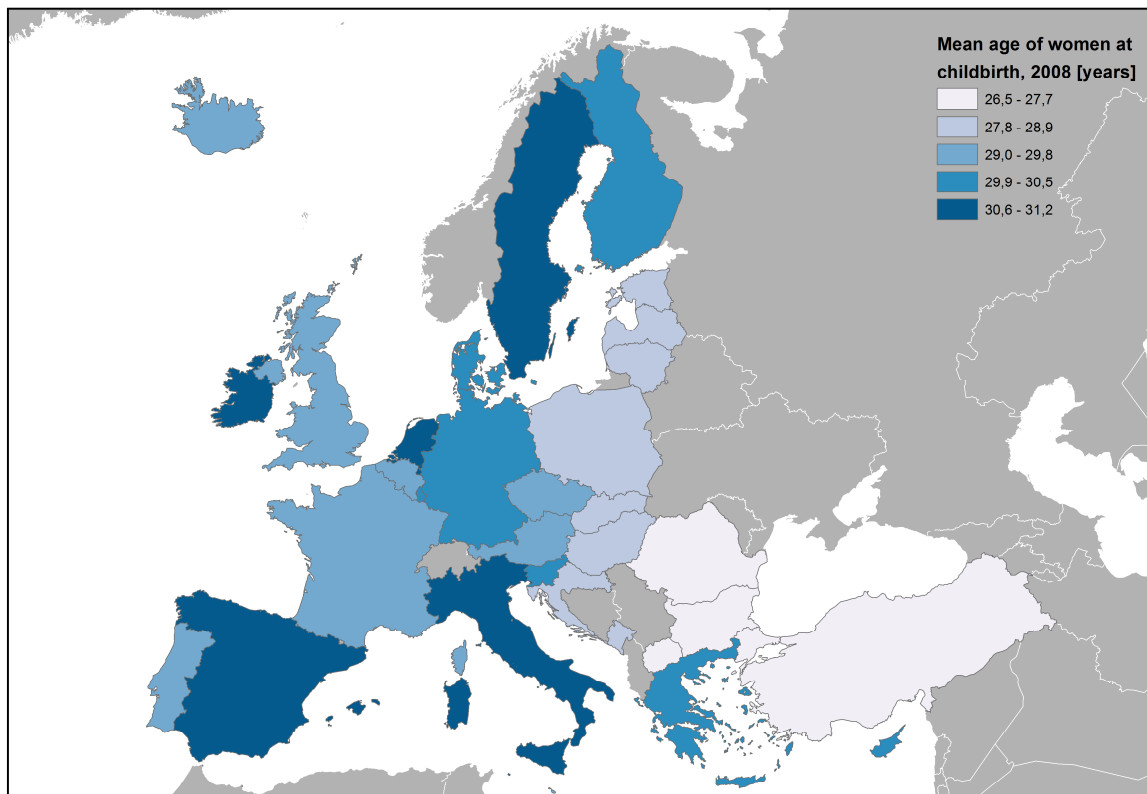 Mean age of women at
childbirth, 2008 [years]
26,5 - 27,7
27,8 - 28,9
29,0 - 29,8
29,9 - 30,5
30,6 - 31,2